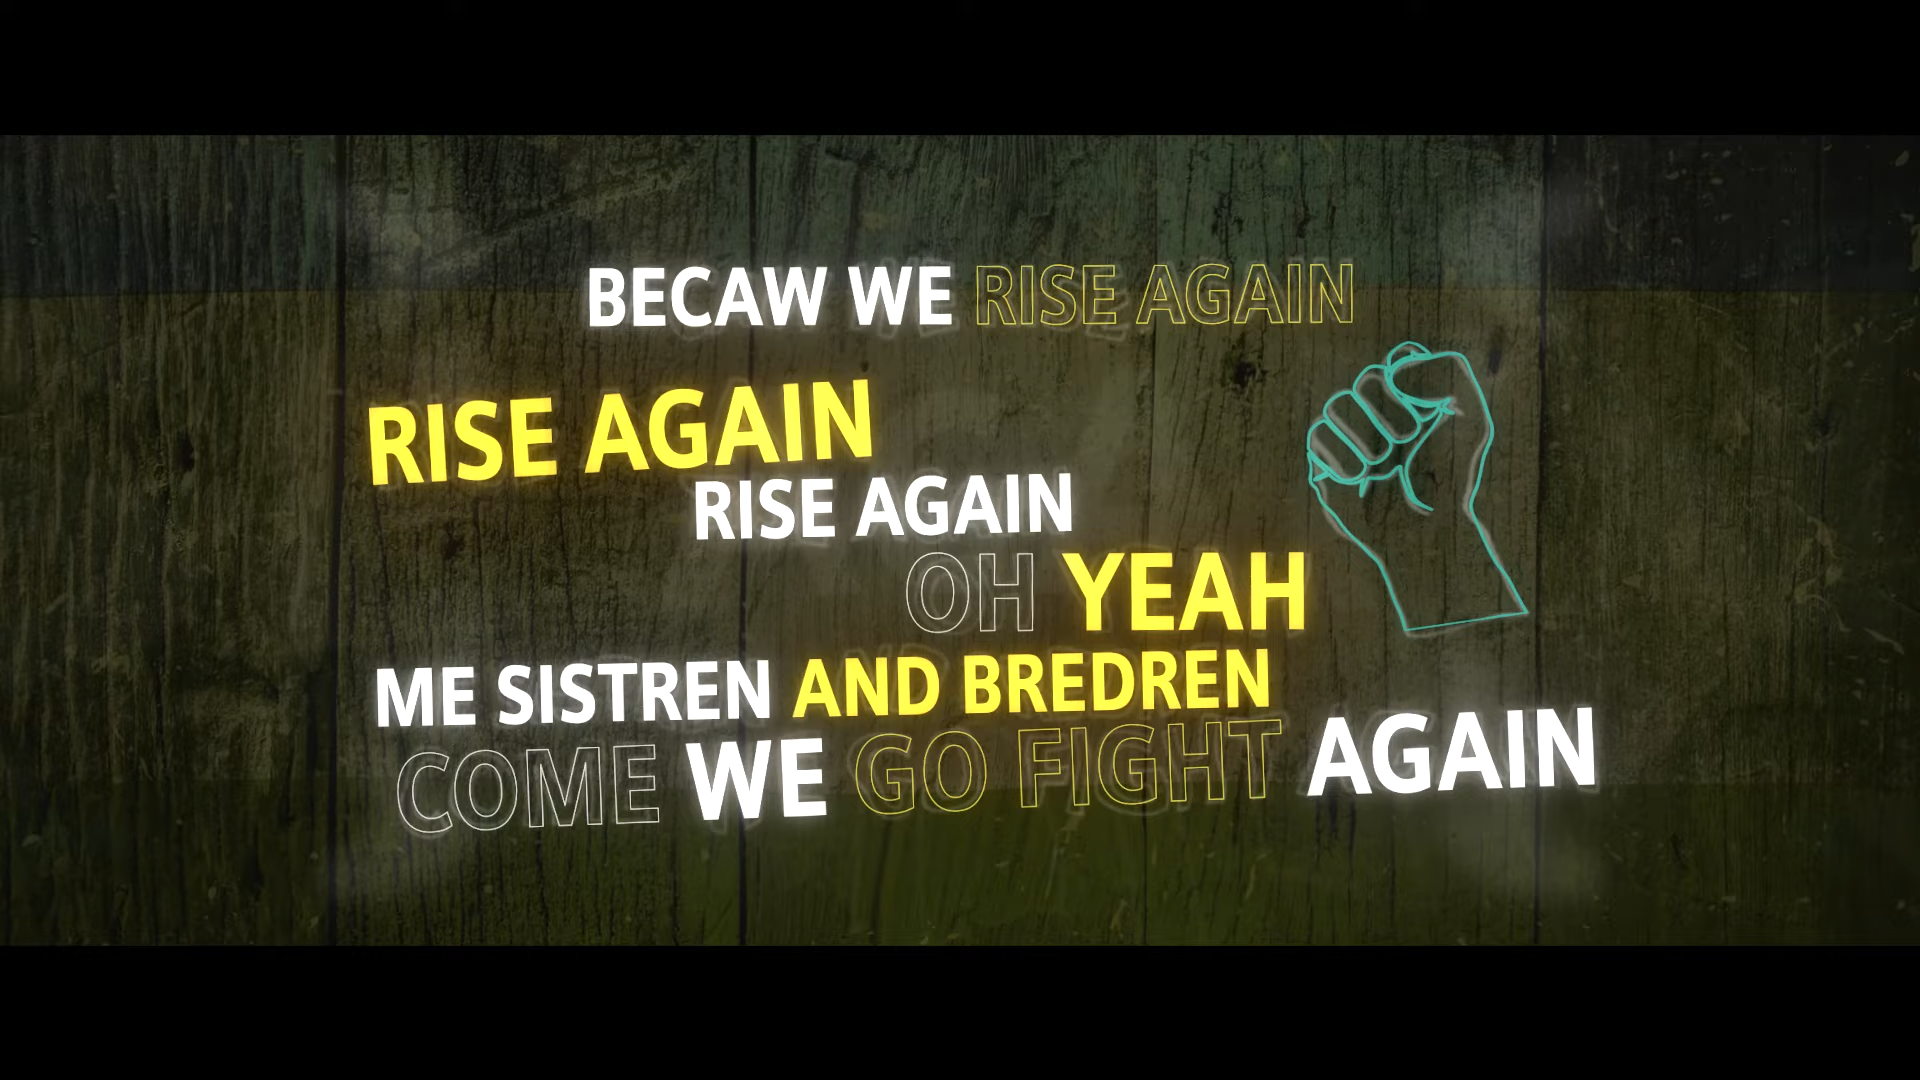 BECAW WE RISE AGAIN
RISE AGAIN
RISE AGAIN
OH YEAH
ME SISTREN AND BREDREN
COME WE GO FIGHT AGAIN